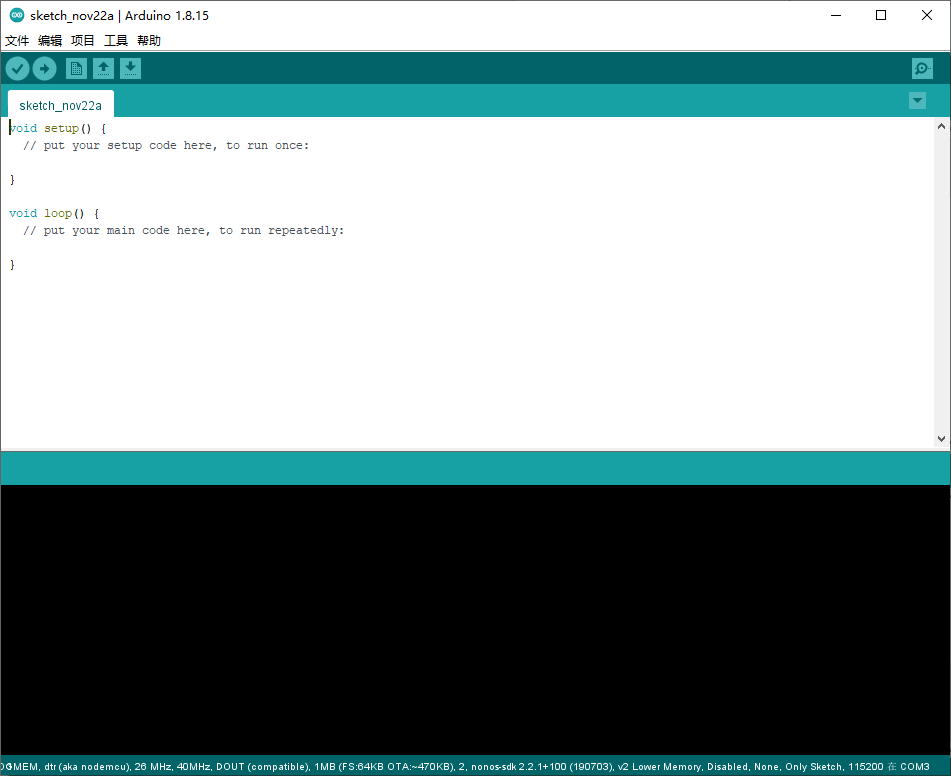 sketch_nov22a | Arduino 1.8.15
文件 编辑 项目 工具 帮助
sketch_nov22a
void setup() {
  // put your setup code here, to run once:
}
void loop() {
  // put your main code here, to run repeatedly:
}
dtr (aka nodemcu), 26 MHz, 40MHz, DOUT (compatible), 1MB (FS:64KB OTA:~470KB), 2, nonos-sdk 2.2.1+100 (190703), v2 Lower Memory, Disabled, None, Only Sketch, 115200 在 COM3